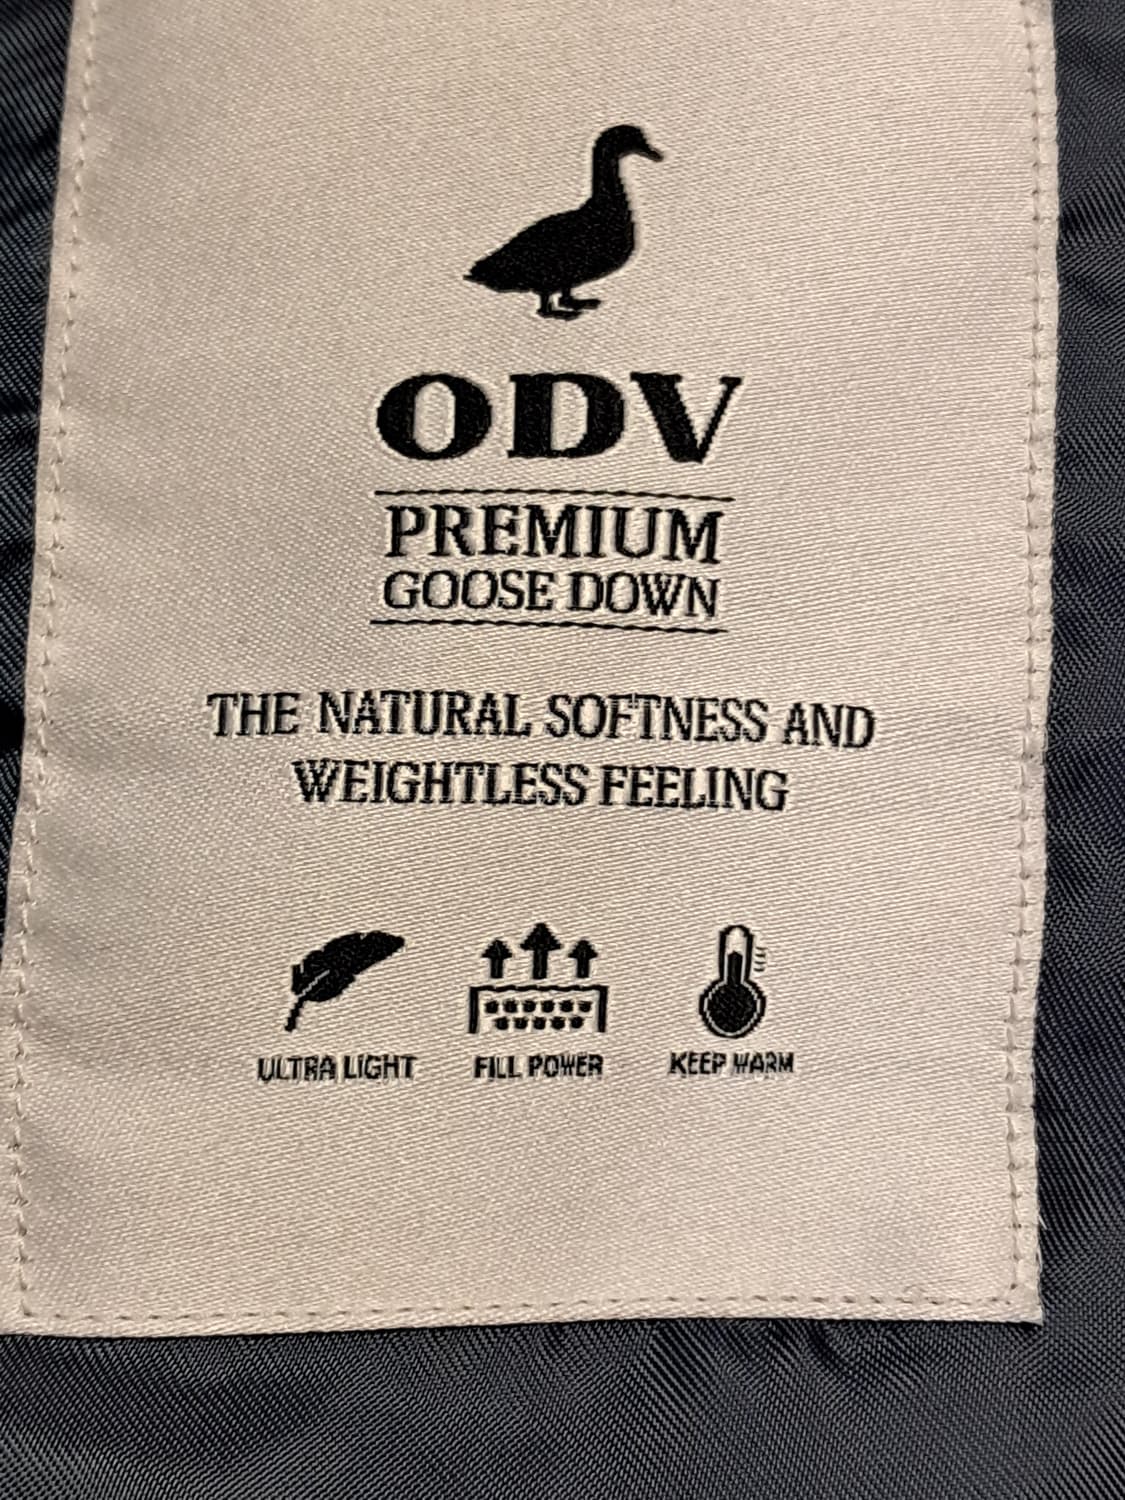 ODV
PREMIUM
GOOSE DOWN
THE NATURAL SOFTNESS AND
WEIGHTLESS FEELING
ULTRA LIGHT FILL POWER KEEP WARM